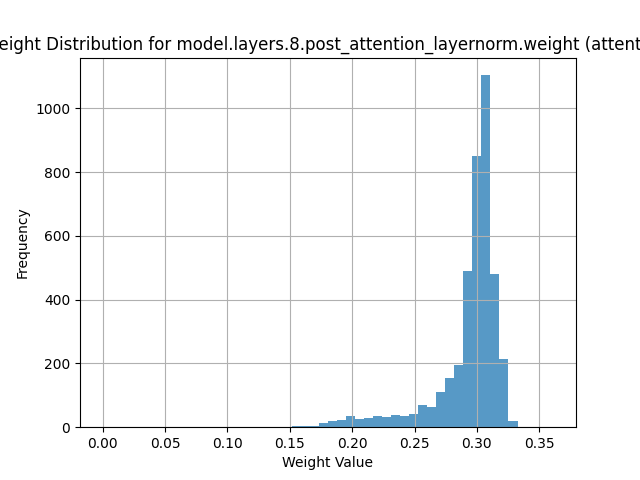 eight Distribution for model.layers.8.post_attention_layernorm.weight (attent
1000
800
600
400
200
0
Frequency
0.00 0.05 0.10 0.15 0.20 0.25 0.30 0.35
Weight Value